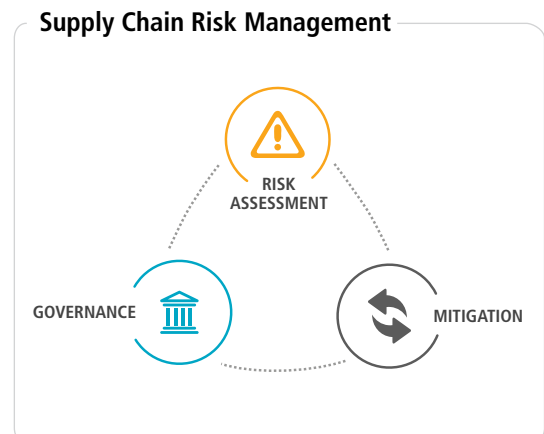 Supply Chain Risk Management
RISK
ASSESSMENT
GOVERNANCE
MITIGATION